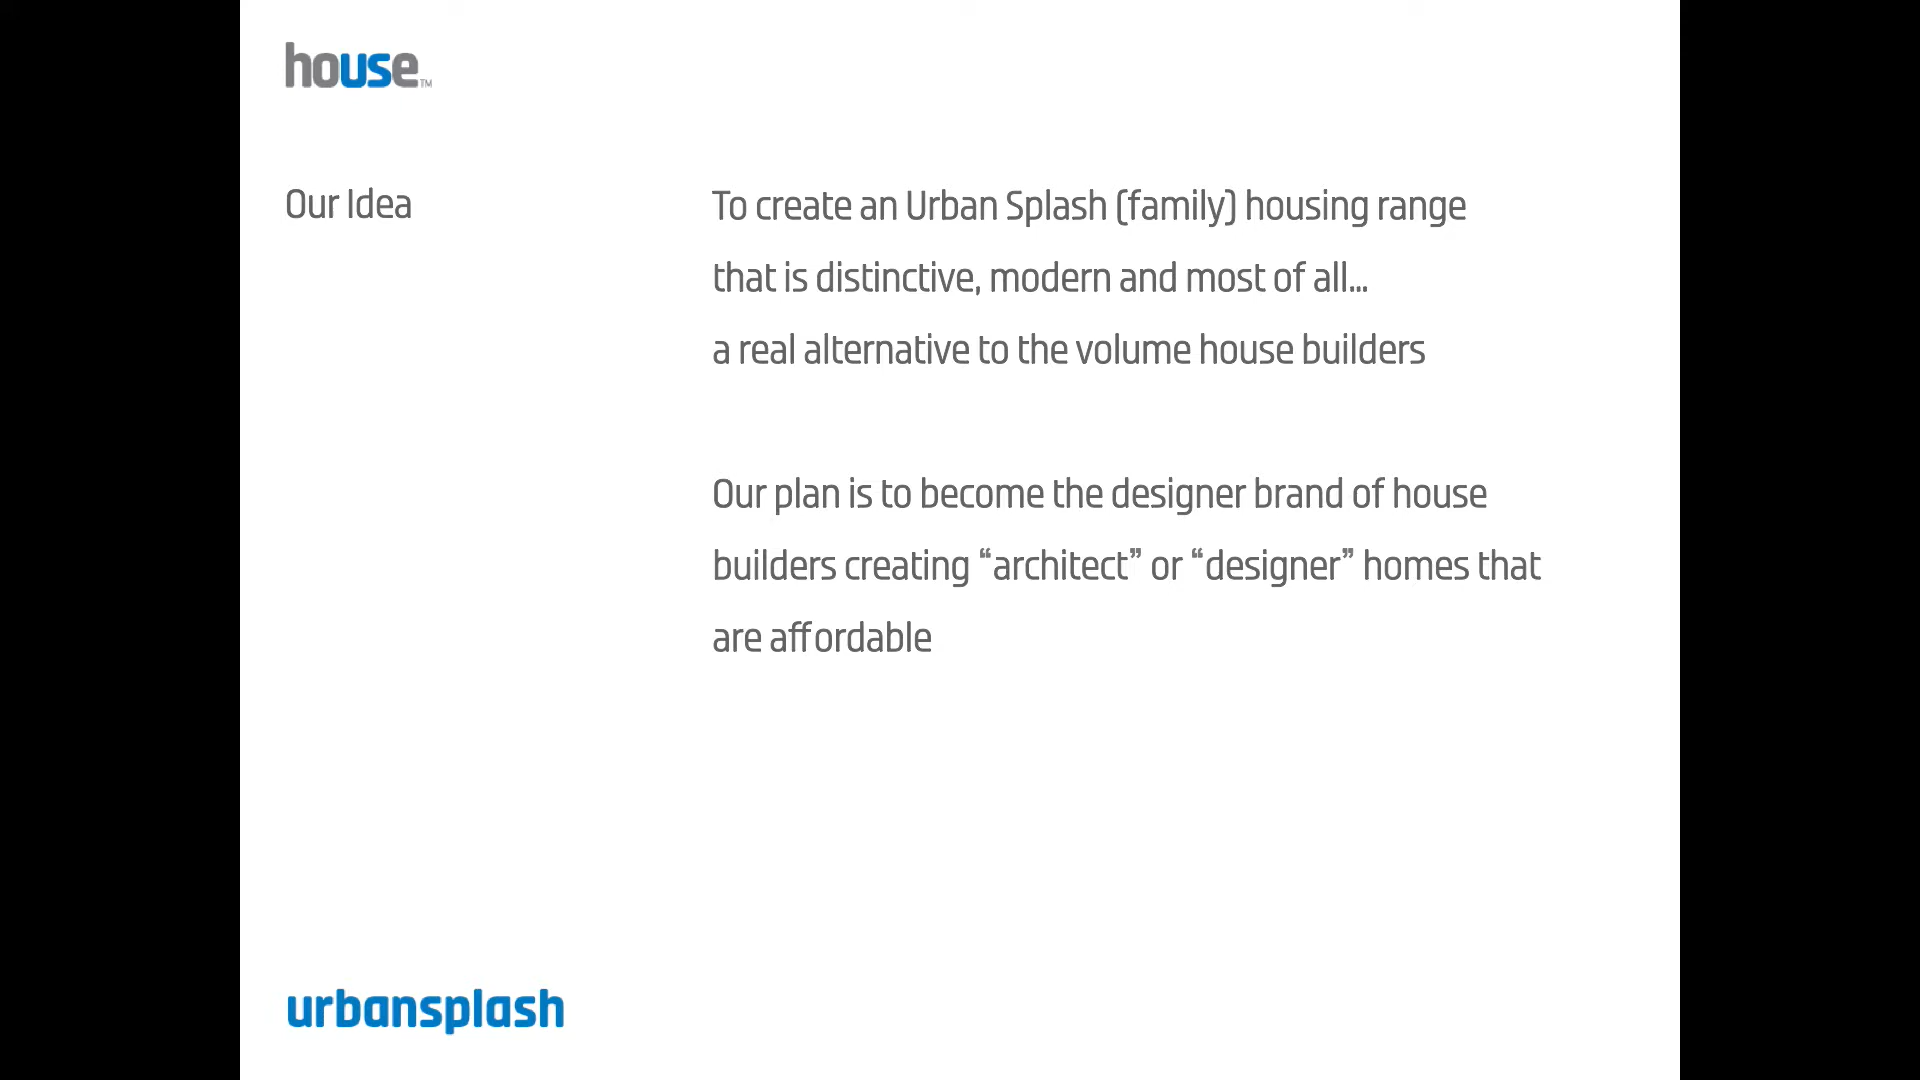 house™
Our Idea
To create an Urban Splash (family) housing range
that is distinctive, modern and most of all...
a real alternative to the volume house builders
Our plan is to become the designer brand of house
builders creating “architect” or “designer” homes that
are affordable
urbansplash